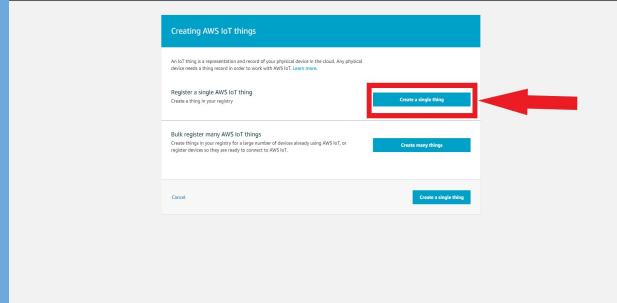 Creating AWS IoT things
An IoT thing is a representation and record of your physical device in the cloud. Any physical
device needs a thing record in order to work with AWS IoT. Learn more.
Register a single AWS IoT thing
Create a thing in your registry
Create a single thing
Bulk register many AWS IoT things
Create things in your registry for a large number of devices already using AWS IoT, or
register devices so they are ready to connect to AWS IoT.
Create many things
Cancel
Create a single thing